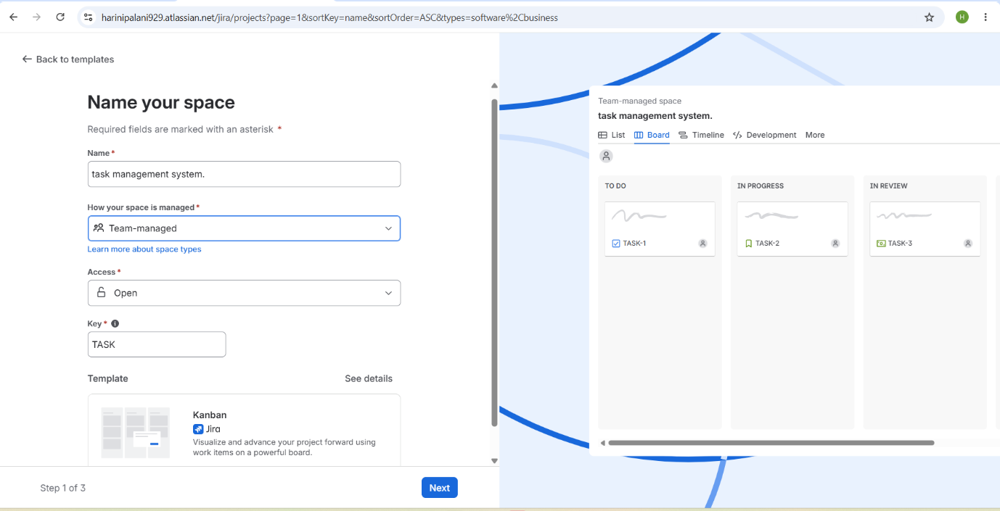 harinipalani929.atlassian.net/jira/projects?page=1&sortKey=name&sortOrder=ASC&types=software%2Cbusiness
H
Back to templates
Name your space
Required fields are marked with an asterisk *
Name *
task management system.
How your space is managed *
Team-managed
Learn more about space types
Access *
Open
Key *
TASK
Template See details
Kanban
Jira
Visualize and advance your project forward using
work items on a powerful board.
Step 1 of 3
Next
Team-managed space
task management system.
List Board Timeline Development More
TO DO IN PROGRESS IN REVIEW
TASK-1 TASK-2 TASK-3